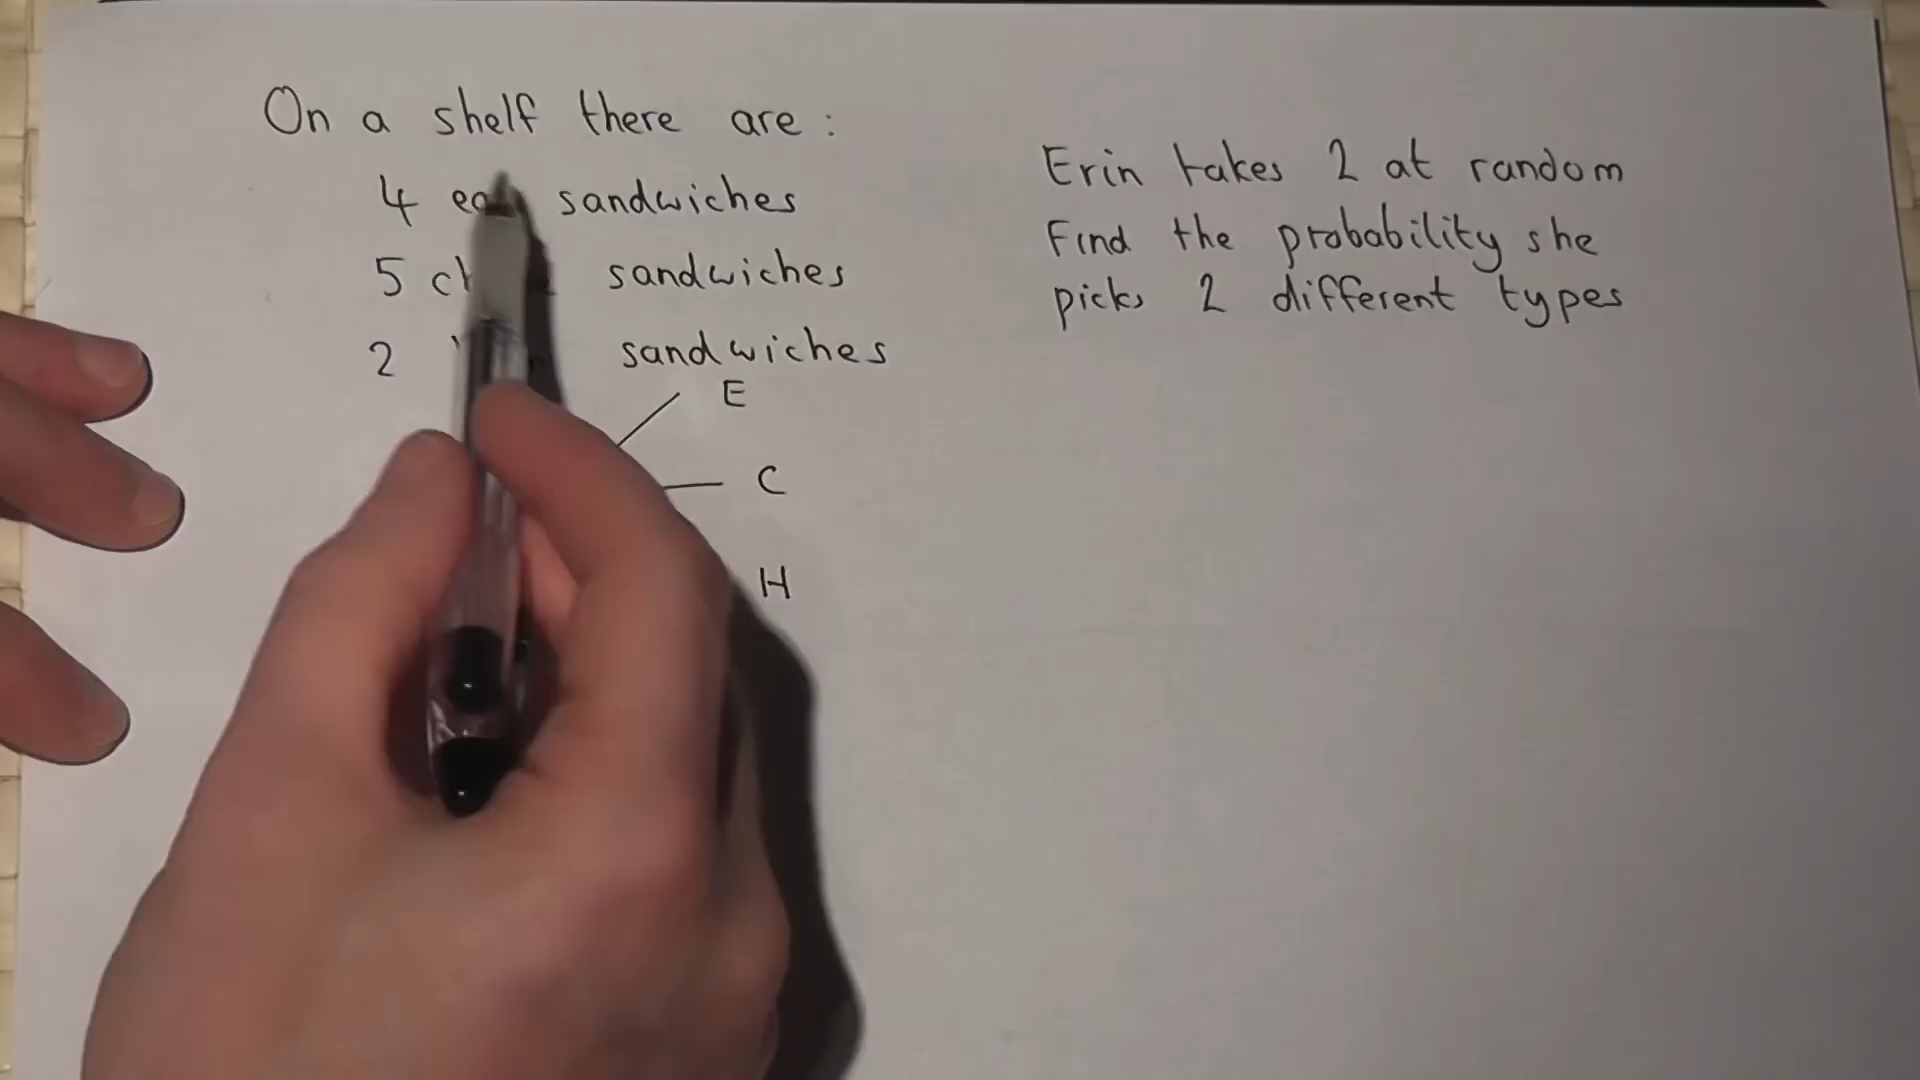 On a shelf there are :
4 sandwiches
5 sandwiches
2 sandwiches
Erin takes 2 at random
Find the probability she
picks 2 different types
E
C
H